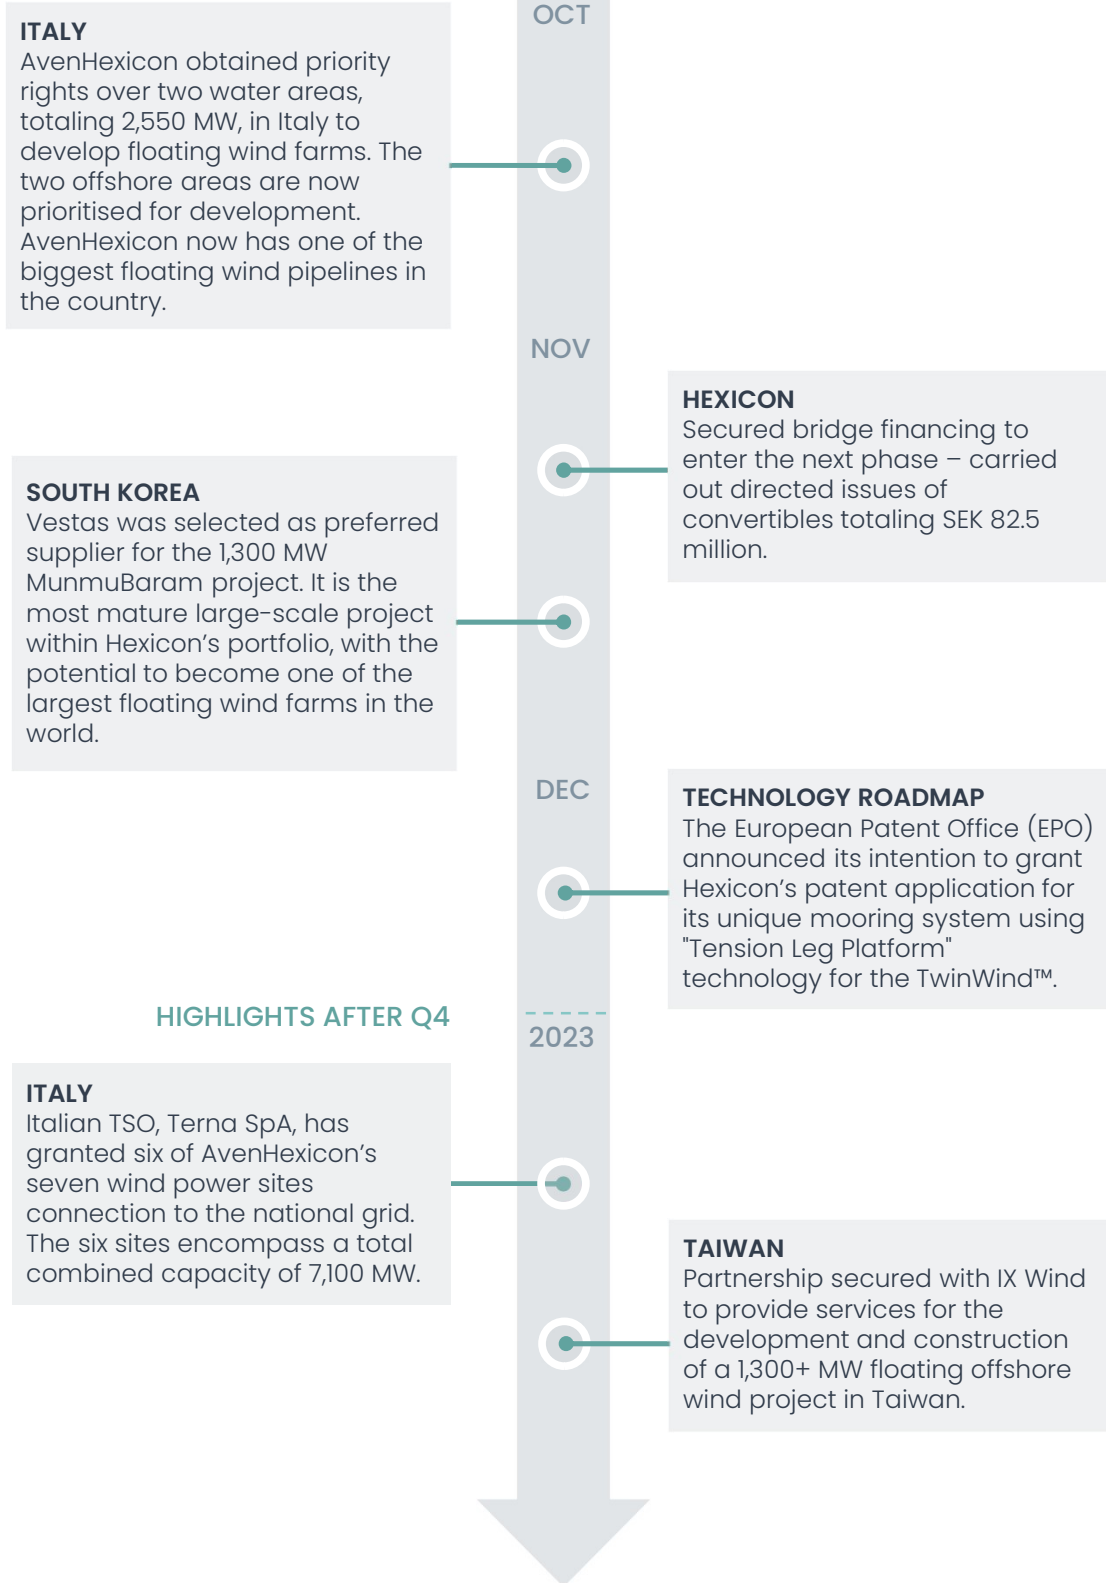 OCT
ITALY
AvenHexicon obtained priority
rights over two water areas,
totaling 2,550 MW, in Italy to
develop floating wind farms. The
two offshore areas are now
prioritised for development.
AvenHexicon now has one of the
biggest floating wind pipelines in
the country.
NOV
HEXICON
Secured bridge financing to
enter the next phase – carried
out directed issues of
convertibles totaling SEK 82.5
million.
SOUTH KOREA
Vestas was selected as preferred
supplier for the 1,300 MW
MunmuBaram project. It is the
most mature large-scale project
within Hexicon’s portfolio, with the
potential to become one of the
largest floating wind farms in the
world.
DEC
TECHNOLOGY ROADMAP
The European Patent Office (EPO)
announced its intention to grant
Hexicon’s patent application for
its unique mooring system using
"Tension Leg Platform"
technology for the TwinWind™.
HIGHLIGHTS AFTER Q4
2023
ITALY
Italian TSO, Terna SpA, has
granted six of AvenHexicon’s
seven wind power sites
connection to the national grid.
The six sites encompass a total
combined capacity of 7,100 MW.
TAIWAN
Partnership secured with IX Wind
to provide services for the
development and construction
of a 1,300+ MW floating offshore
wind project in Taiwan.